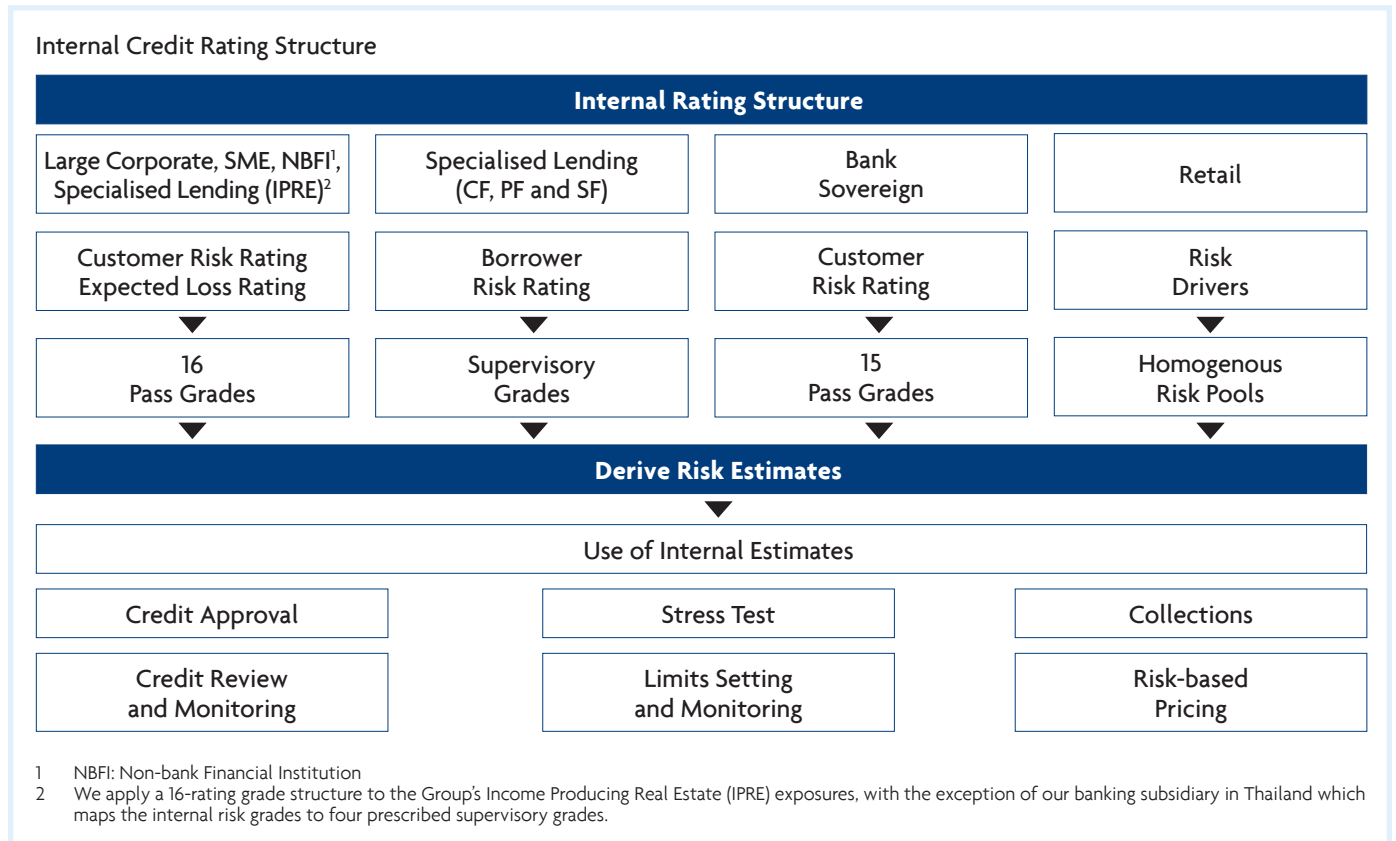 Internal Credit Rating Structure
Internal Rating Structure
Large Corporate, SME, NBFI¹,
Specialised Lending (IPRE)²
Specialised Lending
(CF, PF and SF)
Bank
Sovereign
Retail
Customer Risk Rating
Expected Loss Rating
Borrower
Risk Rating
Customer
Risk Rating
Risk
Drivers
16
Pass Grades
Supervisory
Grades
15
Pass Grades
Homogenous
Risk Pools
Derive Risk Estimates
Use of Internal Estimates
Credit Approval
Stress Test
Collections
Credit Review
and Monitoring
Limits Setting
and Monitoring
Risk-based
Pricing
1 NBFI: Non-bank Financial Institution
2 We apply a 16-rating grade structure to the Group's Income Producing Real Estate (IPRE) exposures, with the exception of our banking subsidiary in Thailand which
maps the internal risk grades to four prescribed supervisory grades.